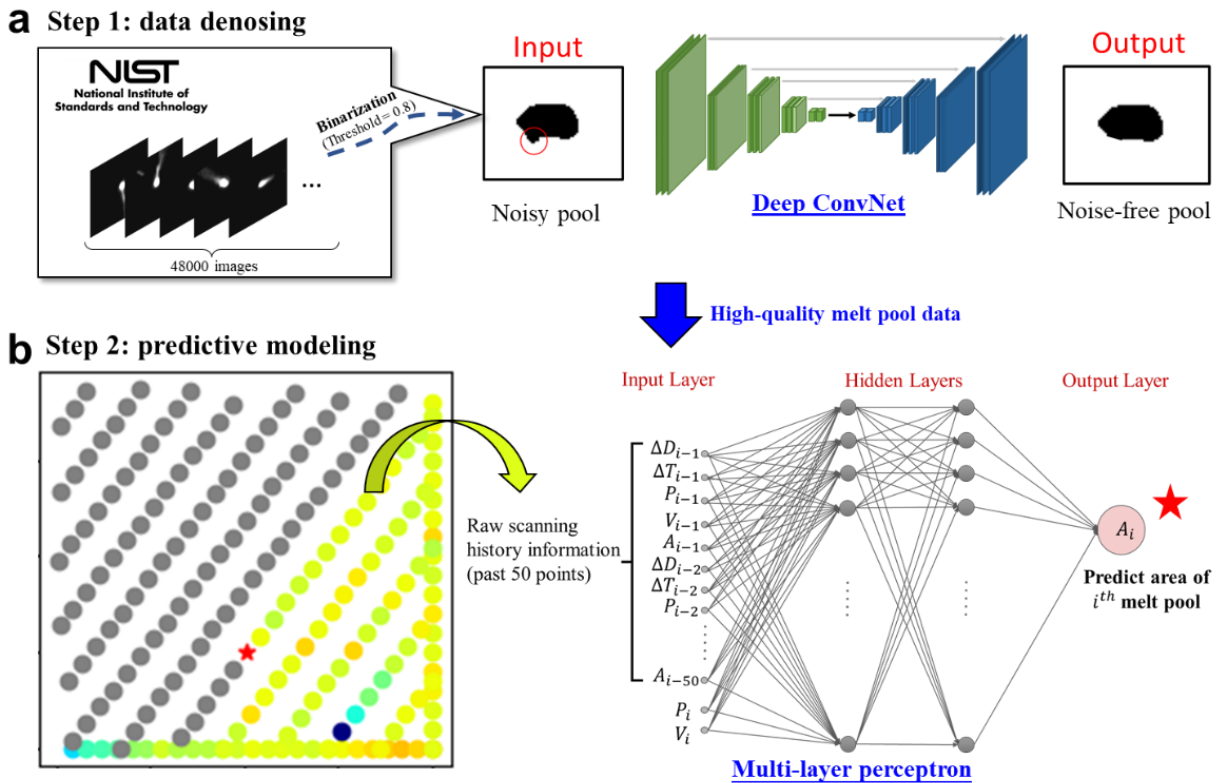 a Step 1: data denosing
NIST
National Institute of
Standards and Technology
Binarization
(Threshold = 0.8)
...
48000 images
Input
Noisy pool
Deep ConvNet
Output
Noise-free pool
High-quality melt pool data
b Step 2: predictive modeling
Raw scanning
history information
(past 50 points)
Input Layer
Hidden Layers
Output Layer
ΔD_{i−1}
ΔT_{i−1}
P_{i−1}
V_{i−1}
A_{i−1}
ΔD_{i−2}
ΔT_{i−2}
P_{i−2}
A_{i−50}
P_i
V_i
A_i
Predict area of
i^{th} melt pool
Multi-layer perceptron